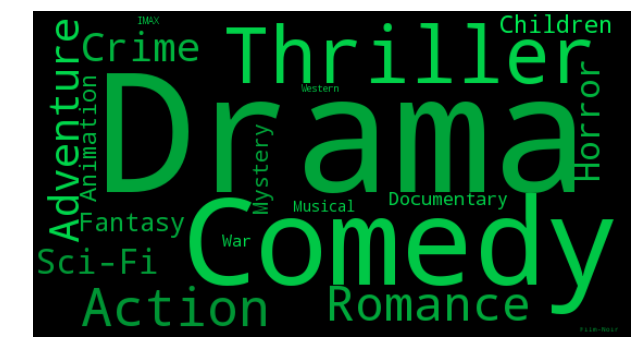 IMAX
Children
Crime
Thriller
Adventure
Animation
Western
Drama
Horror
Mystery
Documentary
Musical
Fantasy
Comedy
War
Sci-Fi
Action
Romance
Film-Noir